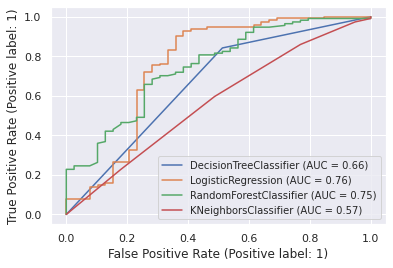 1.0
0.8
0.6
0.4
0.2
0.0
True Positive Rate (Positive label: 1)
DecisionTreeClassifier (AUC = 0.66)
LogisticRegression (AUC = 0.76)
RandomForestClassifier (AUC = 0.75)
KNeighborsClassifier (AUC = 0.57)
0.0 0.2 0.4 0.6 0.8 1.0
False Positive Rate (Positive label: 1)